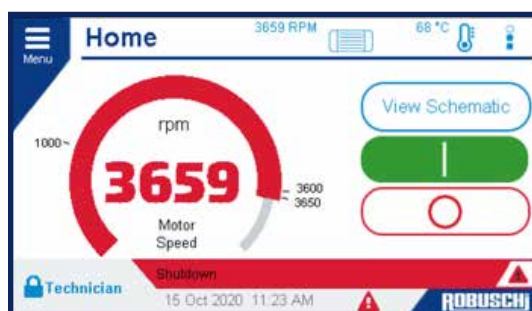 Menu
Home
3659 RPM
68 °C
rpm
1000
3659
3600
3650
Motor
Speed
View Schematic
Shutdown
Technician
15 Oct 2020 11:23 AM
ROBUSCHI